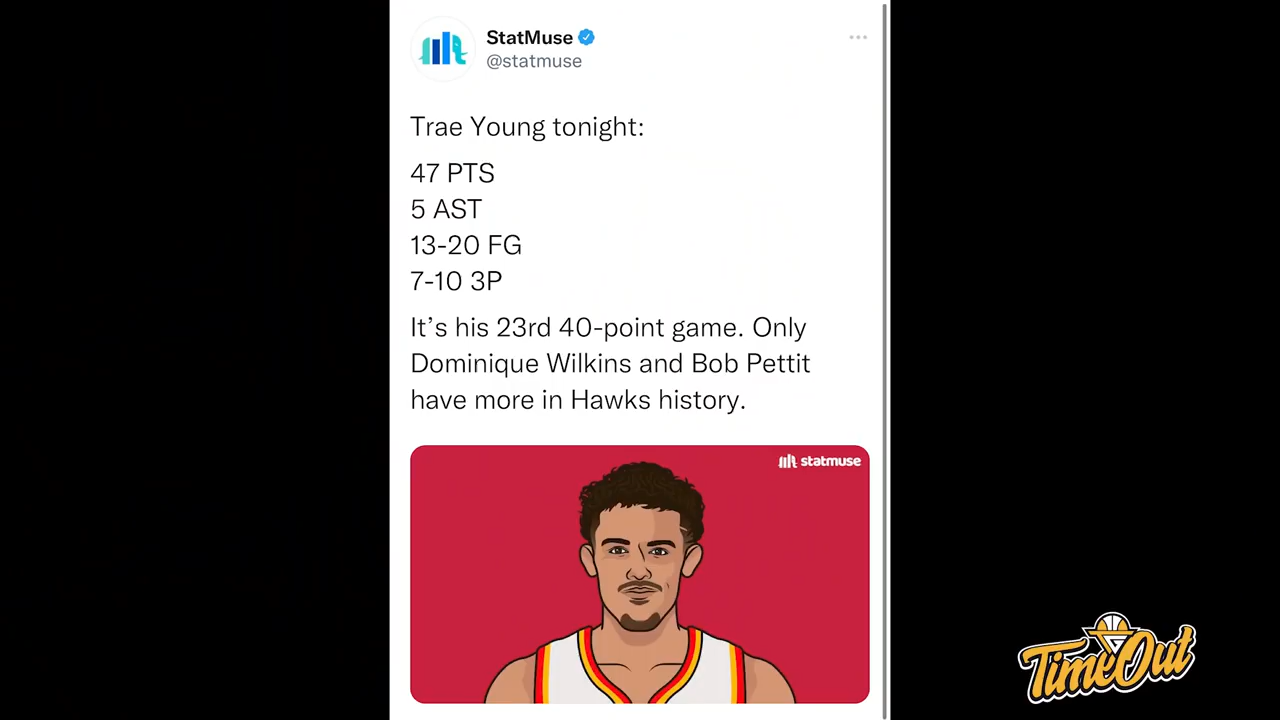 StatMuse
@statmuse
Trae Young tonight:
47 PTS
5 AST
13-20 FG
7-10 3P
It’s his 23rd 40-point game. Only
Dominique Wilkins and Bob Pettit
have more in Hawks history.
statmuse
TimeOut